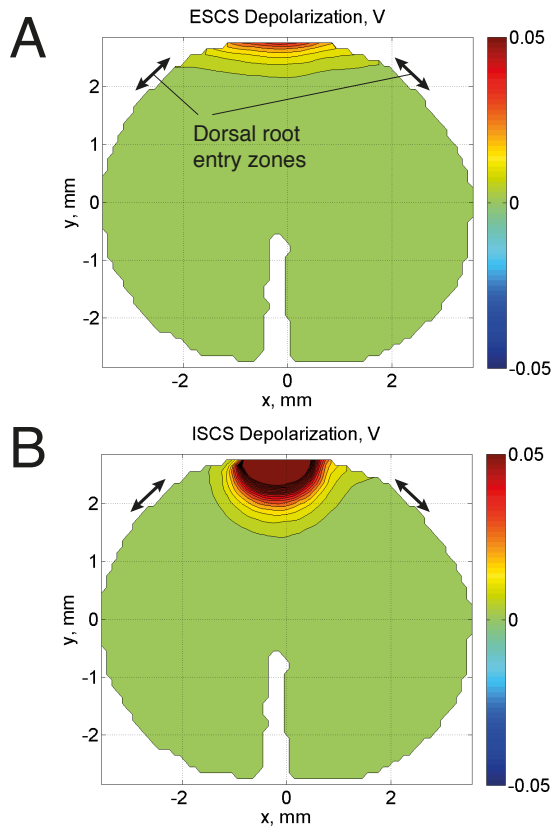 A
ESCS Depolarization, V
Dorsal root
entry zones
y, mm
2
1
0
-1
-2
-2
0
2
x, mm
0.05
0
-0.05
B
ISCS Depolarization, V
y, mm
2
1
0
-1
-2
-2
0
2
x, mm
0.05
0
-0.05